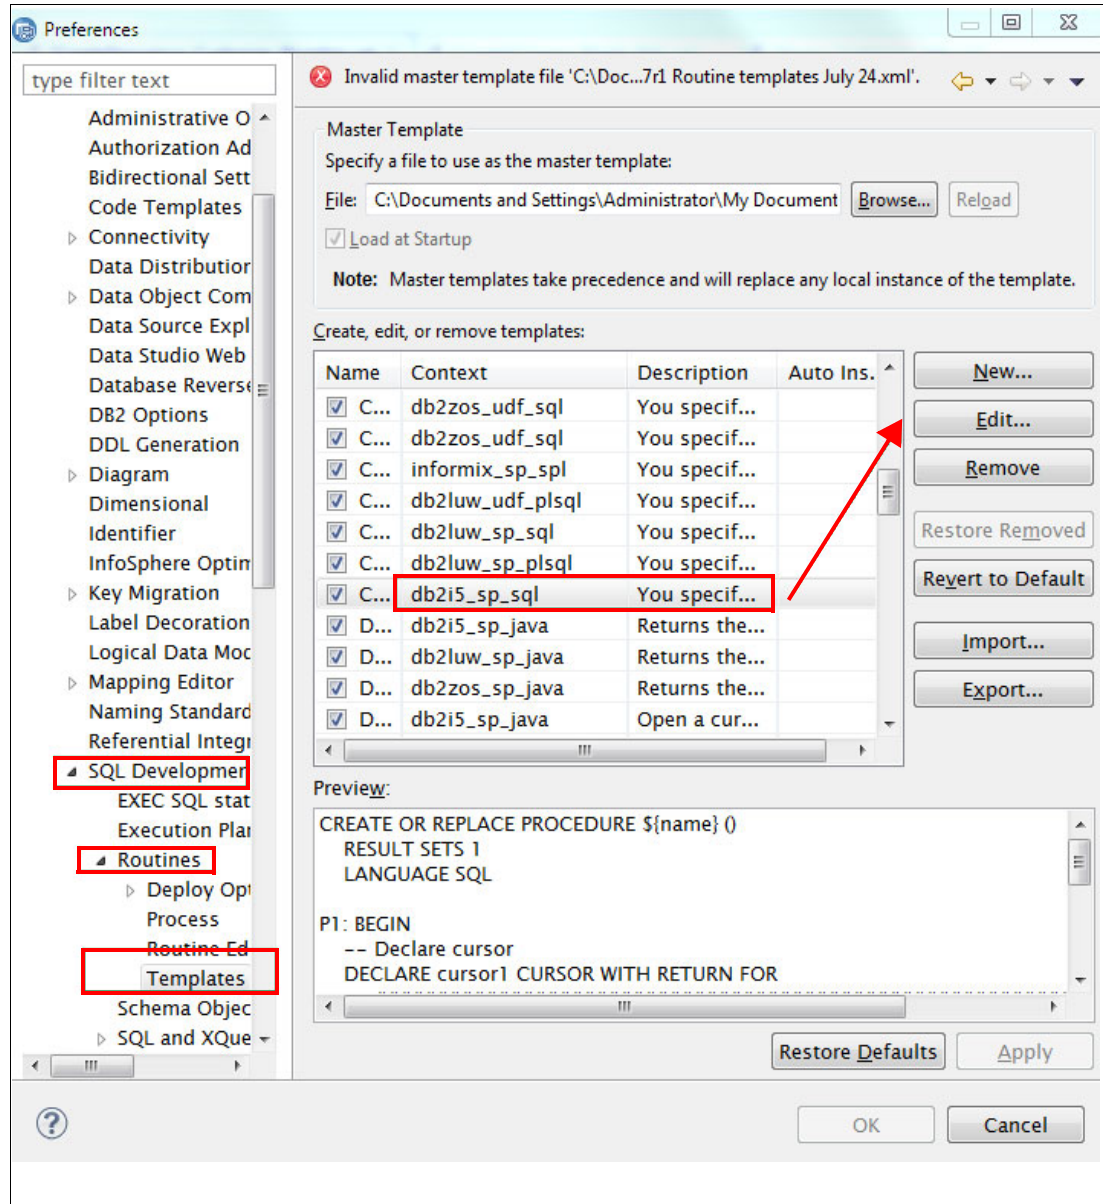 Preferences
type filter text
Administrative O
Authorization Ad
Bidirectional Sett
Code Templates
Connectivity
Data Distribution
Data Object Com
Data Source Expl
Data Studio Web
Database Reverse
DB2 Options
DDL Generation
Diagram
Dimensional
Identifier
InfoSphere Optim
Key Migration
Label Decoration
Logical Data Moc
Mapping Editor
Naming Standard
Referential Integr
SQL Developmen
EXEC SQL stat
Execution Plan
Routines
Deploy Opt
Process
Routine Ed
Templates
Schema Objec
SQL and XQue
Invalid master template file 'C:\Doc...7r1 Routine templates July 24.xml'.
Master Template
Specify a file to use as the master template:
File: C:\Documents and Settings\Administrator\My Document Browse... Reload
Load at Startup
Note: Master templates take precedence and will replace any local instance of the template.
Create, edit, or remove templates:
Name Context Description Auto Ins.
C... db2zos_udf_sql You specif...
C... db2zos_udf_sql You specif...
C... informix_sp_spl You specif...
C... db2luw_udf_plsql You specif...
C... db2luw_sp_sql You specif...
C... db2luw_sp_plsql You specif...
C... db2i5_sp_sql You specif...
D... db2i5_sp_java Returns the...
D... db2luw_sp_java Returns the...
D... db2zos_sp_java Returns the...
D... db2i5_sp_java Open a cur...
New...
Edit...
Remove
Restore Removed
Revert to Default
Import...
Export...
Preview:
CREATE OR REPLACE PROCEDURE ${name} ()
RESULT SETS 1
LANGUAGE SQL
P1: BEGIN
-- Declare cursor
DECLARE cursor1 CURSOR WITH RETURN FOR
Restore Defaults Apply
OK Cancel